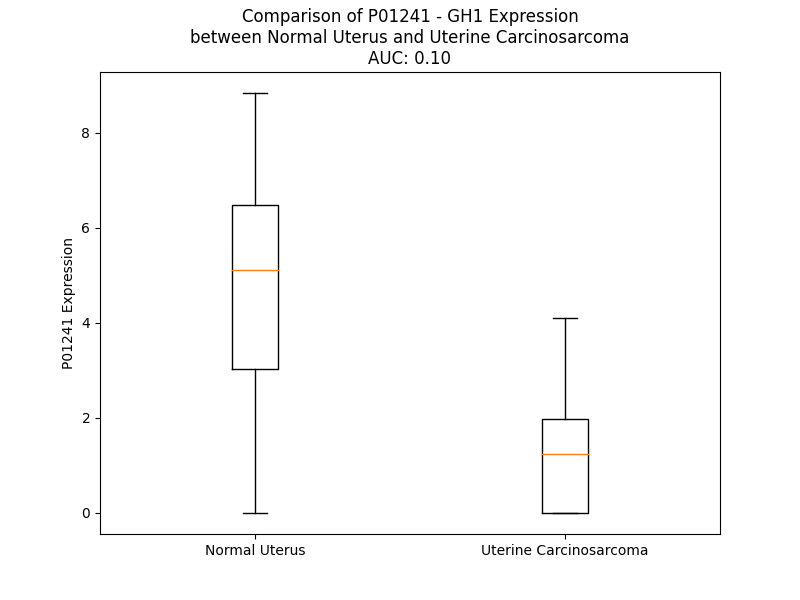 Comparison of P01241 - GH1 Expression
between Normal Uterus and Uterine Carcinosarcoma
AUC: 0.10
P01241 Expression
8
6
4
2
0
Normal Uterus
Uterine Carcinosarcoma